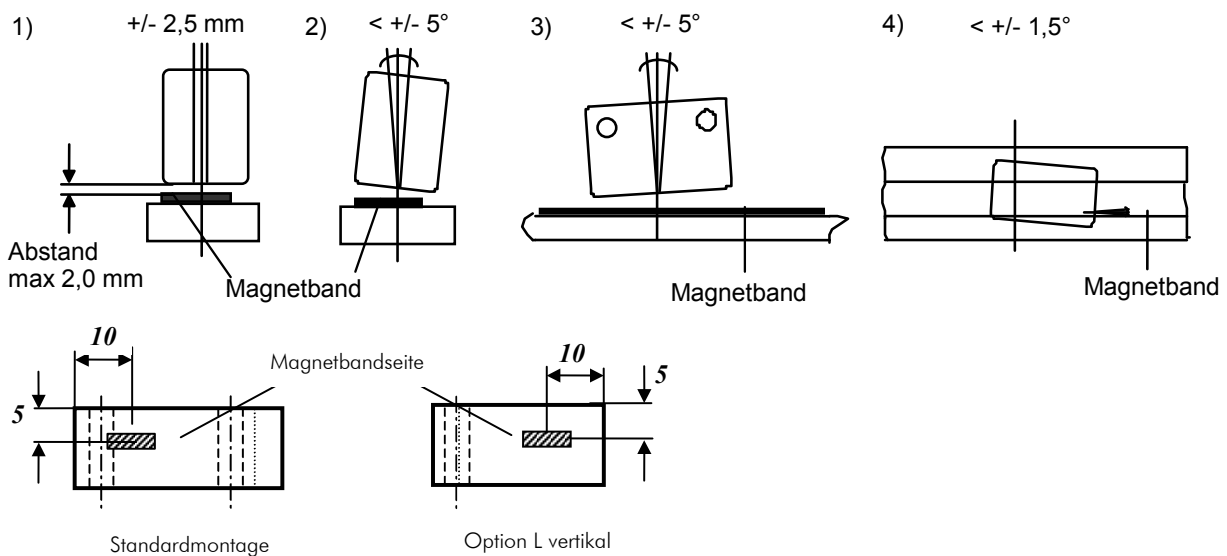 1) +/- 2,5 mm 2) < +/- 5° 3) < +/- 5° 4) < +/- 1,5°
Abstand
max 2,0 mm
Magnetband
Magnetband
Magnetband
10
Magnetbandseite
10
5
5
Standardmontage
Option L vertikal